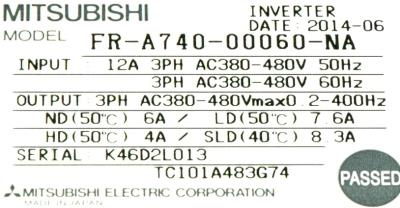 MITSUBISHI INVERTER
DATE: 2014-06
MODEL FR-A740-00060-NA
INPUT : 12A 3PH AC380-480V 50Hz
3PH AC380-480V 60Hz
OUTPUT:3PH AC380-480Vmax0.2-400Hz
ND(50℃) 6A / LD(50℃) 7.6A
HD(50℃) 4A / SLD(40℃) 8.3A
SERIAL: K46D2L013
TC101A483G74
PASSED
MITSUBISHI ELECTRIC CORPORATION
MADE IN JAPAN